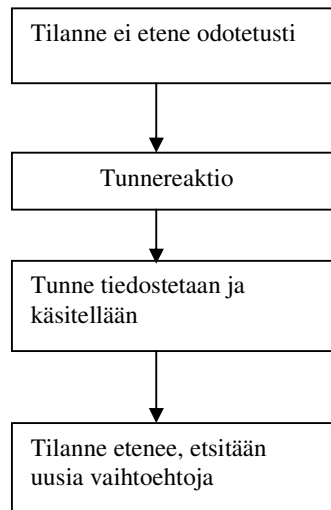 Tilanne ei etene odotetusti
Tunnereaktio
Tunne tiedostetaan ja
käsitellään
Tilanne etenee, etsitään
uusia vaihtoehtoja